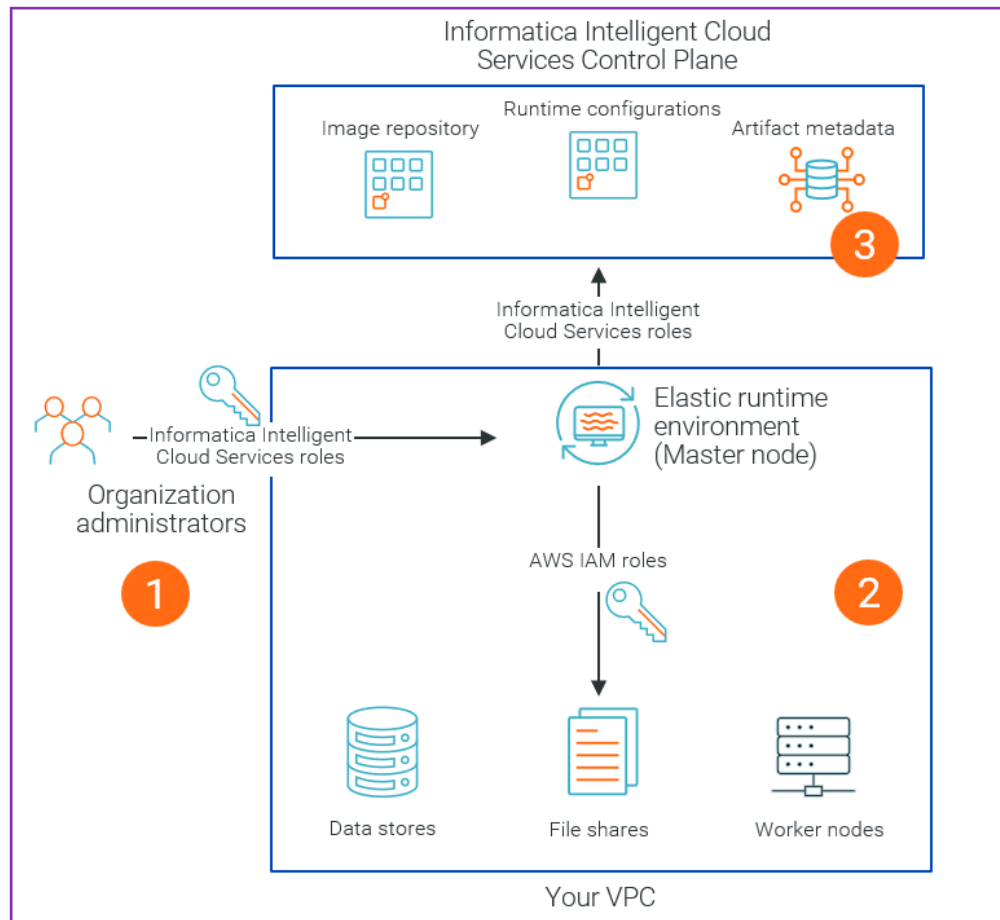 Informatica Intelligent Cloud
Services Control Plane
Image repository
Runtime configurations
Artifact metadata
3
Informatica Intelligent
Cloud Services roles
Informatica Intelligent
Cloud Services roles
Organization
administrators
1
Elastic runtime
environment
(Master node)
AWS IAM roles
2
Data stores
File shares
Worker nodes
Your VPC